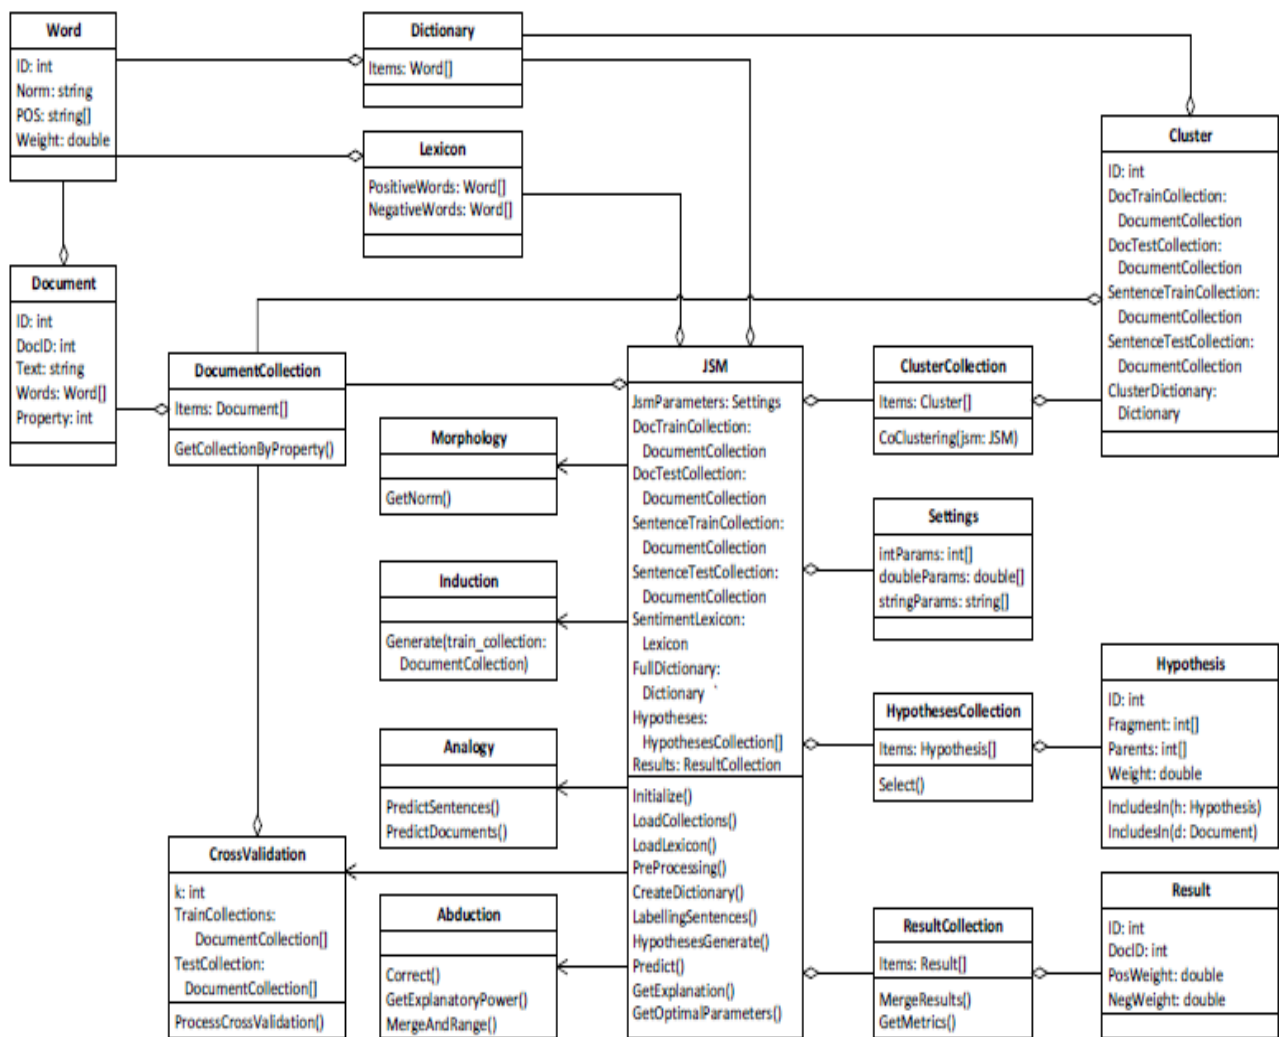 Word
ID: int
Norm: string
POS: string[]
Weight: double
Dictionary
Items: Word[]
Lexicon
PositiveWords: Word[]
NegativeWords: Word[]
Cluster
ID: int
DocTrainCollection:
DocumentCollection
DocTestCollection:
DocumentCollection
SentenceTrainCollection:
DocumentCollection
SentenceTestCollection:
DocumentCollection
ClusterDictionary:
Dictionary
Document
ID: int
DocID: int
Text: string
Words: Word[]
Property: int
DocumentCollection
Items: Document[]
GetCollectionByProperty()
Morphology
GetNorm()
Induction
Generate(train_collection:
DocumentCollection)
Analogy
PredictSentences()
PredictDocuments()
CrossValidation
k: int
TrainCollections:
DocumentCollection[]
TestCollection:
DocumentCollection[]
ProcessCrossValidation()
Abduction
Correct()
GetExplanatoryPower()
MergeAndRange()
JSM
JsmParameters: Settings
DocTrainCollection:
DocumentCollection
DocTestCollection:
DocumentCollection
SentenceTrainCollection:
DocumentCollection
SentenceTestCollection:
DocumentCollection
SentimentLexicon:
Lexicon
FullDictionary:
Dictionary
Hypotheses:
HypothesesCollection[]
Results: ResultCollection
Initialize()
LoadCollections()
LoadLexicon()
PreProcessing()
CreateDictionary()
LabellingSentences()
HypothesesGenerate()
Predict()
GetExplanation()
GetOptimalParameters()
ClusterCollection
Items: Cluster[]
CoClustering(jsm: JSM)
Settings
intParams: int[]
doubleParams: double[]
stringParams: string[]
HypothesesCollection
Items: Hypothesis[]
Select()
Hypothesis
ID: int
Fragment: int[]
Parents: int[]
Weight: double
IncludesIn(h: Hypothesis)
IncludesIn(d: Document)
ResultCollection
Items: Result[]
MergeResults()
GetMetrics()
Result
ID: int
DocID: int
PosWeight: double
NegWeight: double